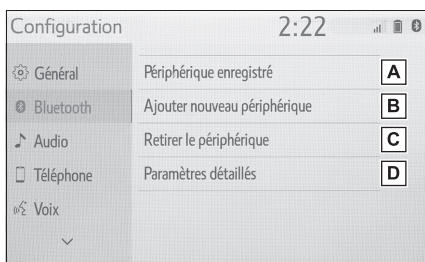 Configuration 2:22
Général
Bluetooth
Audio
Téléphone
Voix
Périphérique enregistré A
Ajouter nouveau périphérique B
Retirer le périphérique C
Paramètres détaillés D